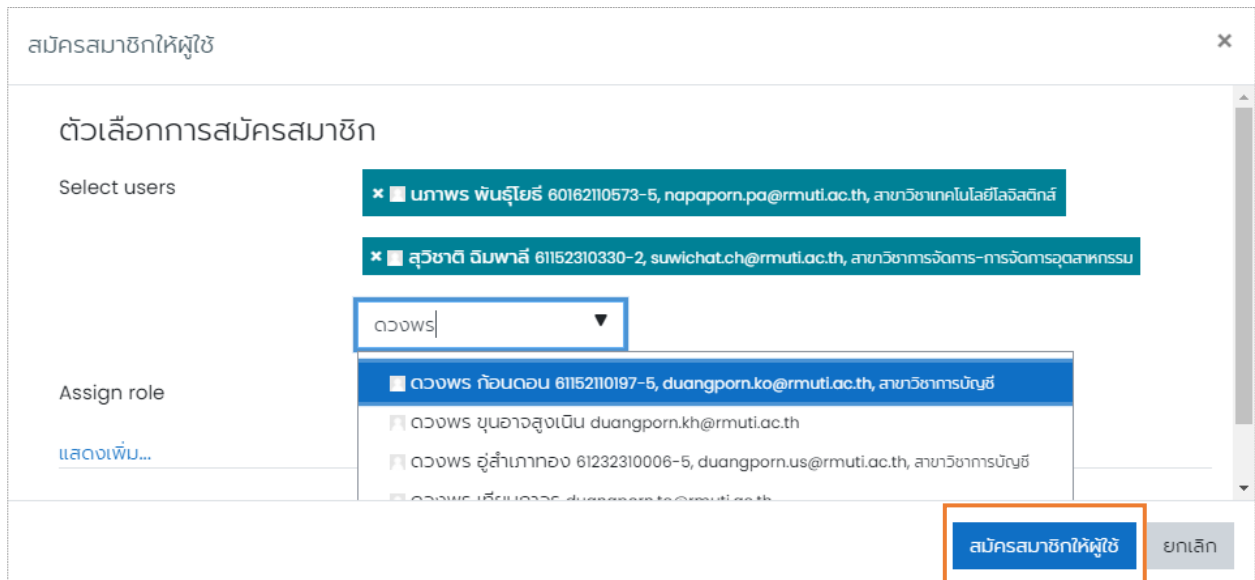 สมัครสมาชิกให้ผู้ใช้ ×
ตัวเลือกการสมัครสมาชิก
Select users
× นภาพร พันธุ์โยธี 60162110573-5, napaporn.pa@rmuti.ac.th, สาขาวิชาเทคโนโลยีโลจิสติกส์
× สุวิชาติ ฉิมพาลี 61152310330-2, suwichat.ch@rmuti.ac.th, สาขาวิชาการจัดการ-การจัดการอุตสาหกรรม
ดวงพร ▼
ดวงพร ก้อนดอน 61152110197-5, duangporn.ko@rmuti.ac.th, สาขาวิชาการบัญชี
Assign role
ดวงพร ขุนอาจสูงเนิน duangporn.kh@rmuti.ac.th
แสดงเพิ่ม...
ดวงพร อู่สำเภาทอง 61232310006-5, duangporn.us@rmuti.ac.th, สาขาวิชาการบัญชี
ดวงพร
สมัครสมาชิกให้ผู้ใช้
ยกเลิก